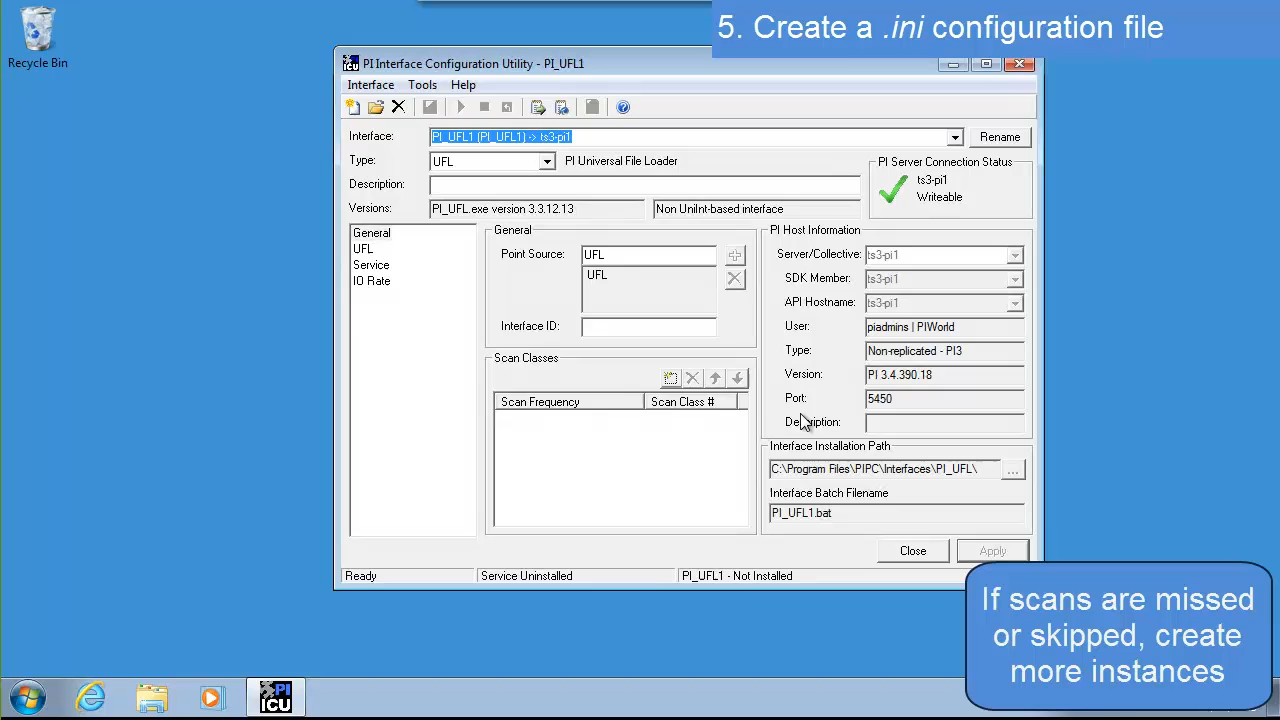 Recycle Bin
5. Create a .ini configuration file
PI Interface Configuration Utility - PI_UFL1
Interface Tools Help
Interface: PI_UFL1 (PI_UFL1) -> ts3-pi1 Rename
Type: UFL PI Universal File Loader
Description:
Versions: PI_UFL.exe version 3.3.12.13 Non UniInt-based interface
PI Server Connection Status
ts3-pi1
Writeable
General
UFL
Service
IO Rate
General
Point Source: UFL
UFL
Interface ID:
Scan Classes
Scan Frequency Scan Class #
PI Host Information
Server/Collective: ts3-pi1
SDK Member: ts3-pi1
API Hostname: ts3-pi1
User: piadmins | PIWorld
Type: Non-replicated - PI3
Version: PI 3.4.390.18
Port: 5450
Description:
Interface Installation Path
C:\Program Files\PIPC\Interfaces\PI_UFL\ ...
Interface Batch Filename
PI_UFL1.bat
Close Apply
Ready Service Uninstalled PI_UFL1 - Not Installed
If scans are missed
or skipped, create
more instances
PI
ICU